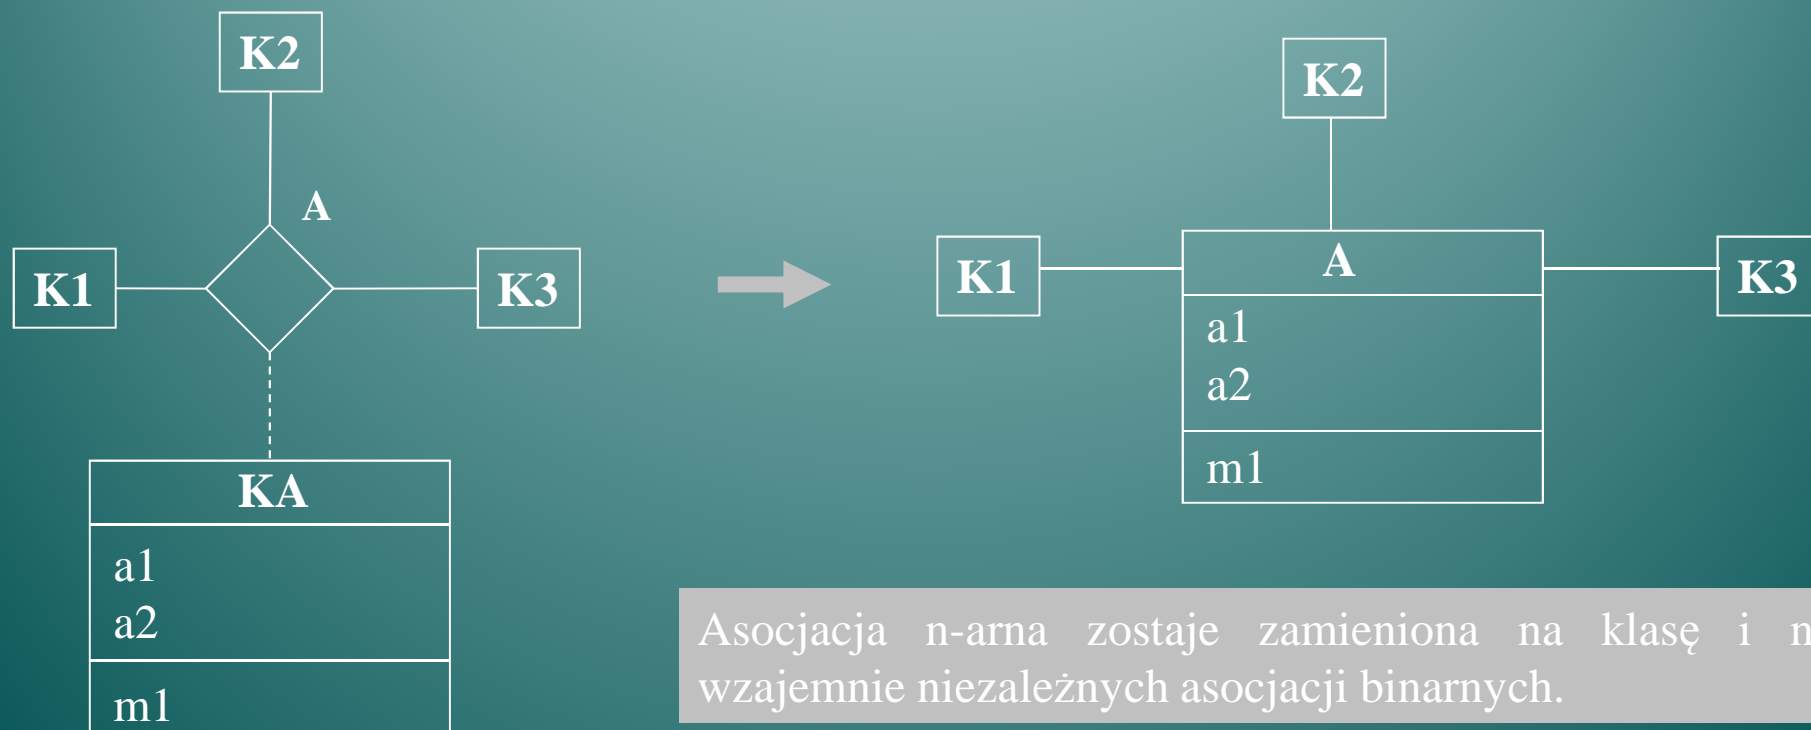 K2
A
K1
K3
KA
a1
a2
m1
K2
K1
A
K3
a1
a2
m1
Asocjacja n-arna zostaje zamieniona na klasę i n
wzajemnie niezależnych asocjacji binarnych.